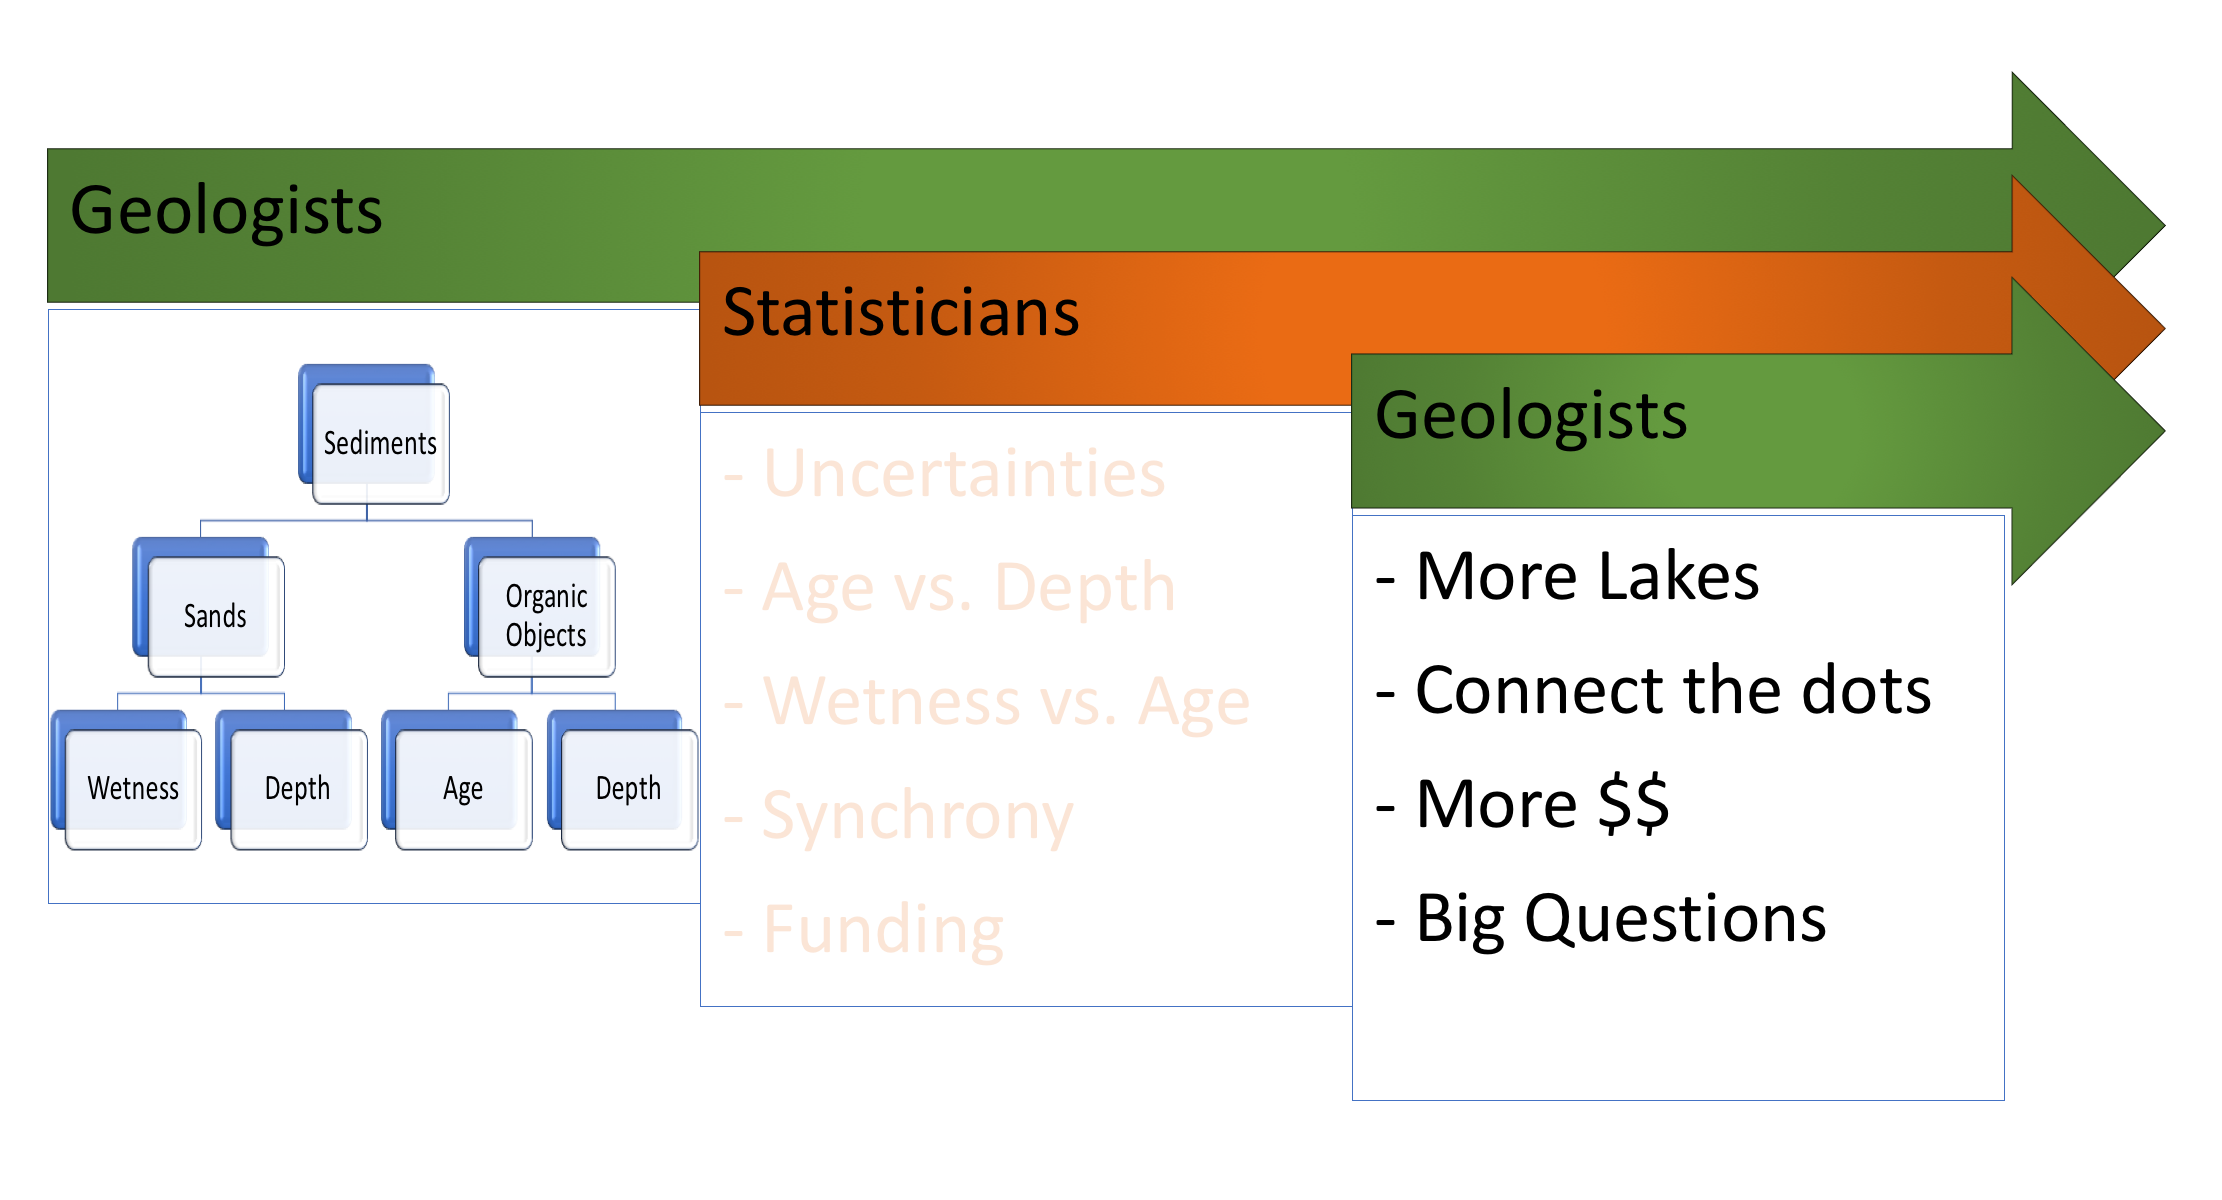 Geologists
Sediments
Sands
Organic
Objects
Wetness
Depth
Age
Depth
Statisticians
- Uncertainties
- Age vs. Depth
- Wetness vs. Age
- Synchrony
- Funding
Geologists
- More Lakes
- Connect the dots
- More $$
- Big Questions